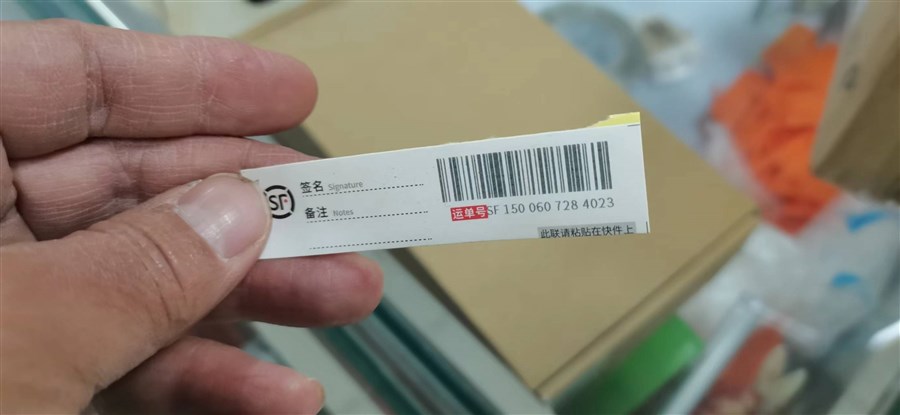 SF
签名 Signature
备注 Notes
运单号 SF 150 060 728 4023
此联请粘贴在快件上